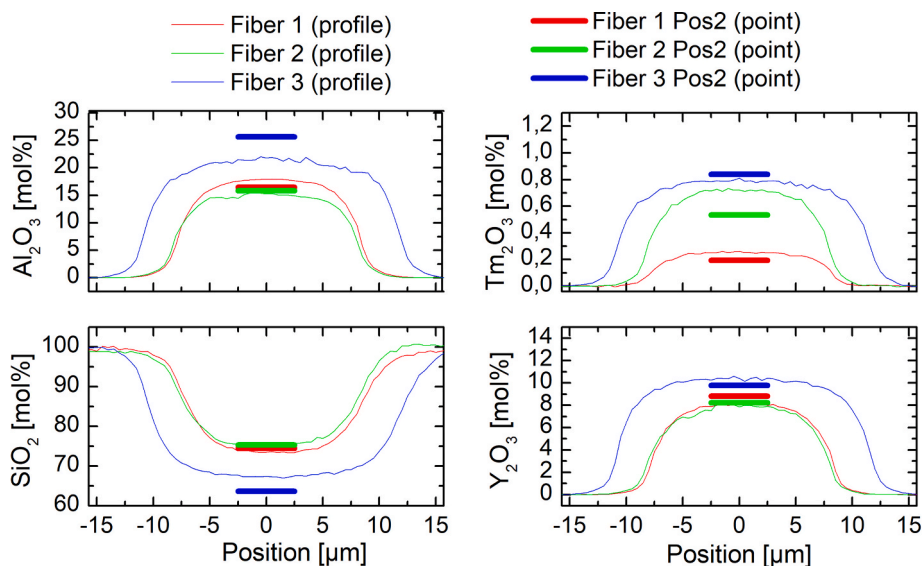 Fiber 1 (profile)
Fiber 2 (profile)
Fiber 3 (profile)
Fiber 1 Pos2 (point)
Fiber 2 Pos2 (point)
Fiber 3 Pos2 (point)
Al₂O₃ [mol%]
30
25
20
15
10
5
0
Tm₂O₃ [mol%]
1,2
1,0
0,8
0,6
0,4
0,2
0,0
SiO₂ [mol%]
100
90
80
70
60
-15 -10 -5 0 5 10 15
Position [µm]
Y₂O₃ [mol%]
14
12
10
8
6
4
2
0
-15 -10 -5 0 5 10 15
Position [µm]